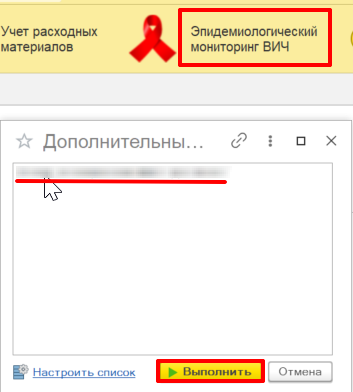 Учет расходных
материалов
Эпидемиологический
мониторинг ВИЧ
Дополнительны...
Настроить список
Выполнить
Отмена